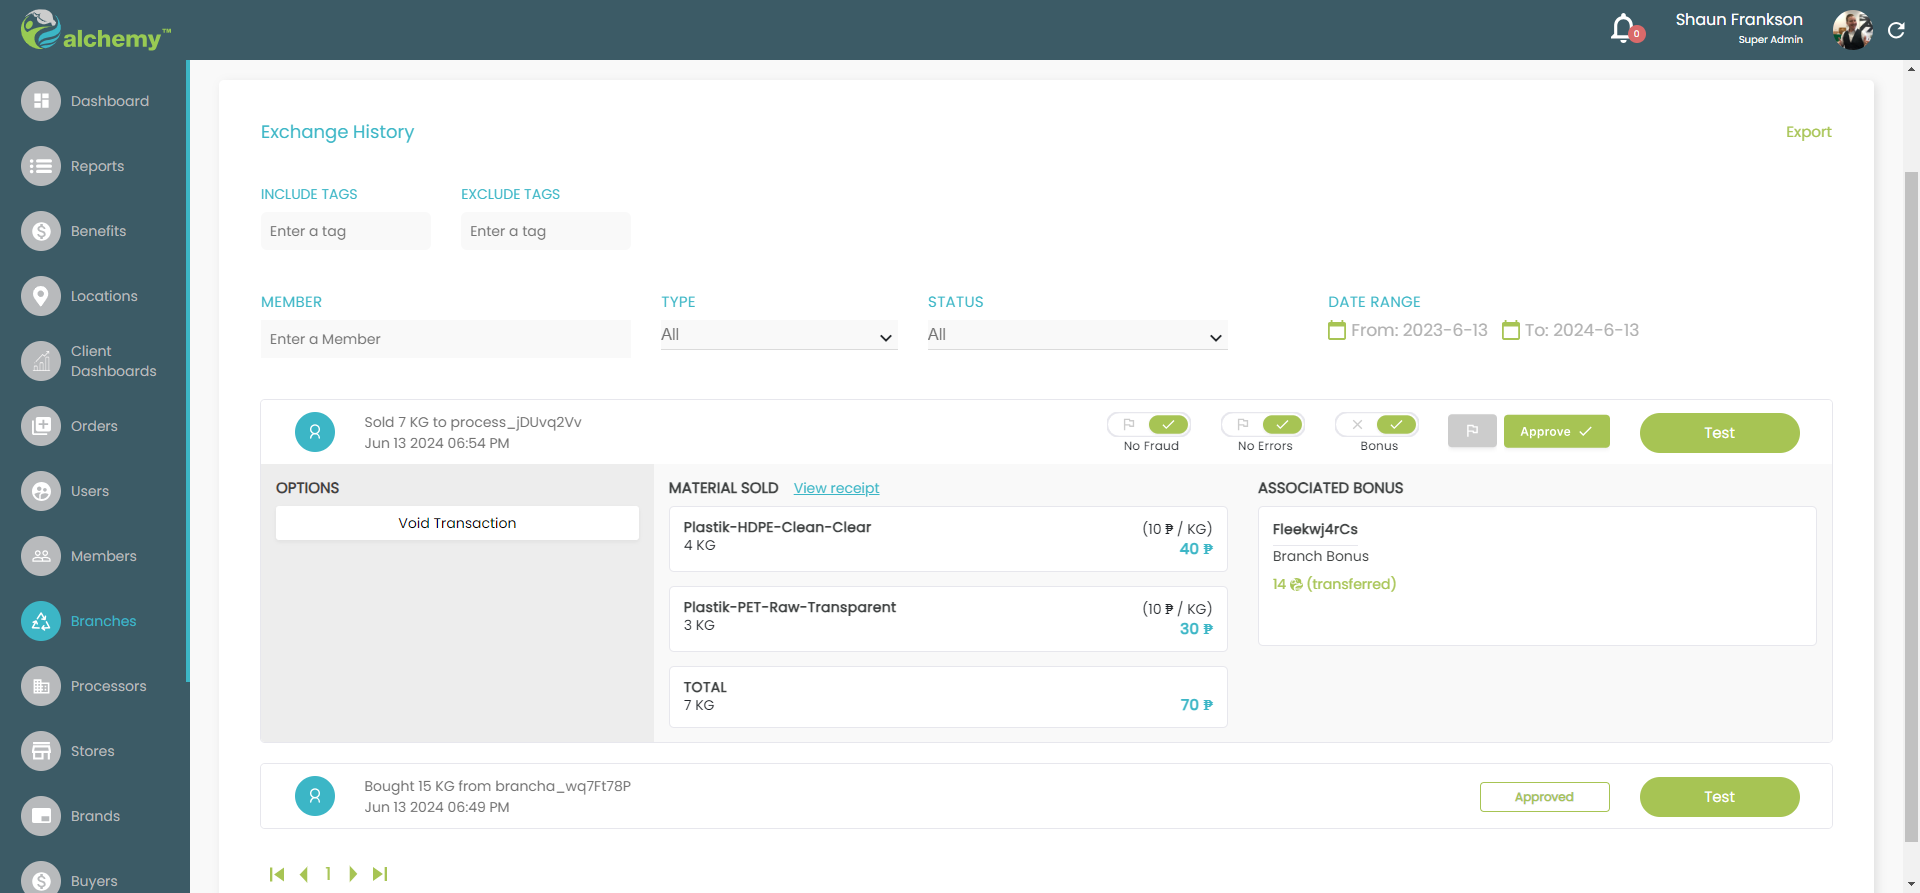 alchemy™
0
Shaun Frankson
Super Admin
Dashboard
Reports
Benefits
Locations
Client
Dashboards
Orders
Users
Members
Branches
Processors
Stores
Brands
Buyers
Exchange History
Export
INCLUDE TAGS
EXCLUDE TAGS
Enter a tag
Enter a tag
MEMBER
TYPE
STATUS
DATE RANGE
Enter a Member
All
All
From: 2023-6-13
To: 2024-6-13
Sold 7 KG to process_jDUvq2Vv
Jun 13 2024 06:54 PM
No Fraud
No Errors
Bonus
Approve
Test
OPTIONS
Void Transaction
MATERIAL SOLD View receipt
Plastik-HDPE-Clean-Clear
(10 ₱ / KG)
4 KG
40 ₱
Plastik-PET-Raw-Transparent
(10 ₱ / KG)
3 KG
30 ₱
TOTAL
7 KG
70 ₱
ASSOCIATED BONUS
Fleekwj4rCs
Branch Bonus
14 (transferred)
Bought 15 KG from brancha_wq7Ft78P
Jun 13 2024 06:49 PM
Approved
Test
1